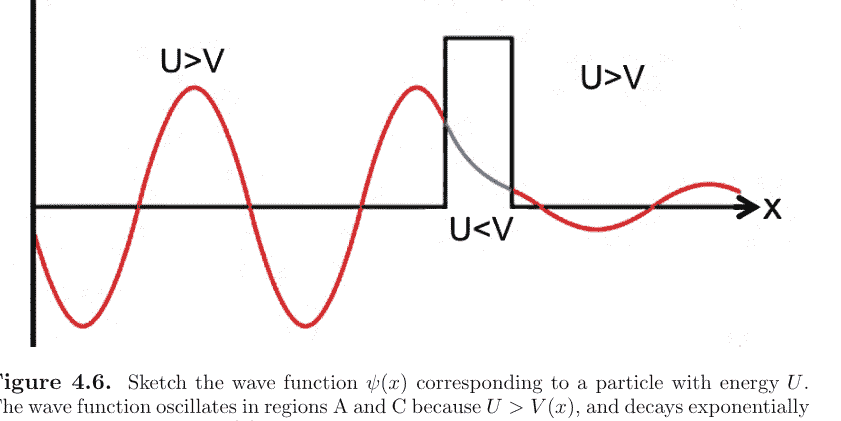 U>V
U>V
U<V
X
igure 4.6. Sketch the wave function ψ(x) corresponding to a particle with energy U.
he wave function oscillates in regions A and C because U > V(x), and decays exponentially